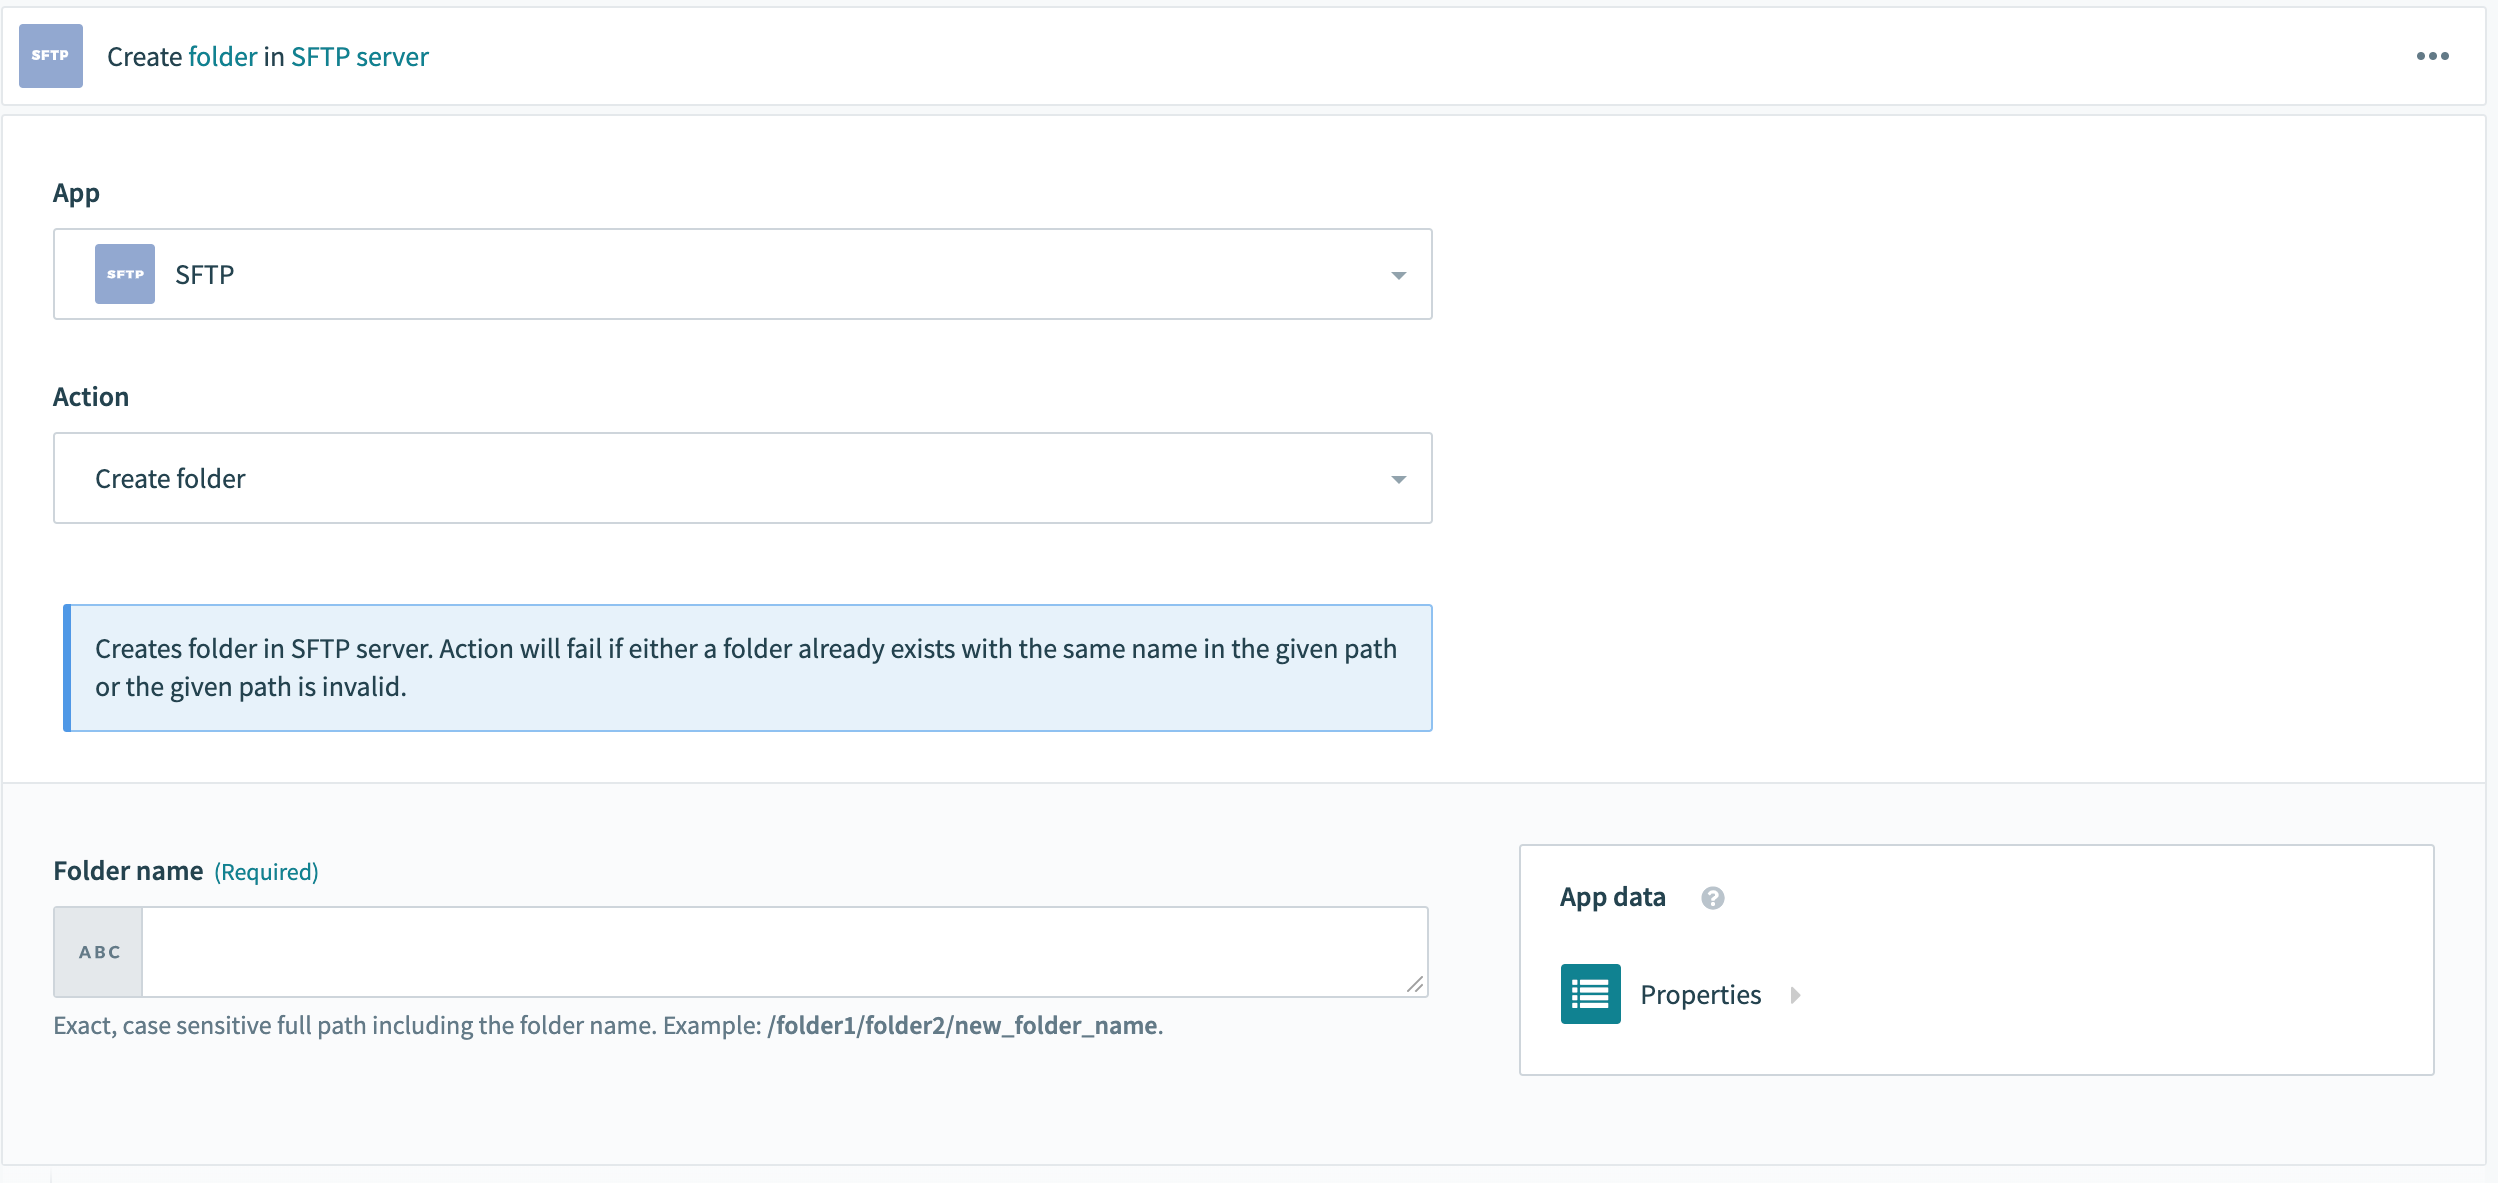 SFTP
Create folder in SFTP server
App
SFTP
SFTP
Action
Create folder
Creates folder in SFTP server. Action will fail if either a folder already exists with the same name in the given path
or the given path is invalid.
Folder name (Required)
ABC
Exact, case sensitive full path including the folder name. Example: /folder1/folder2/new_folder_name.
App data ?
Properties